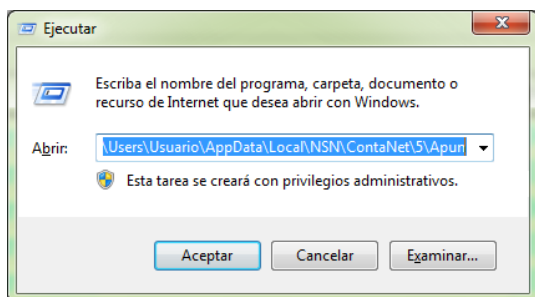 Ejecutar
Escriba el nombre del programa, carpeta, documento o
recurso de Internet que desea abrir con Windows.
Abrir:
\Users\Usuario\AppData\Local\NSN\ContaNet\5\Apun
Esta tarea se creará con privilegios administrativos.
Aceptar
Cancelar
Examinar...